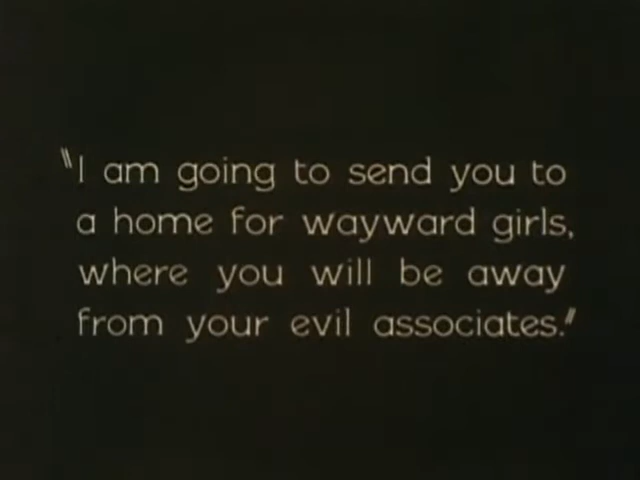 "I am going to send you to
a home for wayward girls,
where you will be away
from your evil associates."